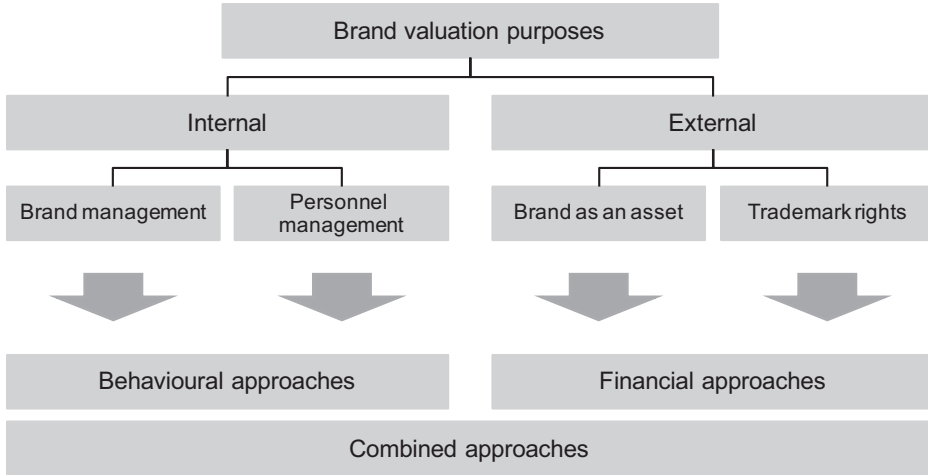 Brand valuation purposes
Internal
External
Brand management
Personnel
management
Brand as an asset
Trademark rights
Behavioural approaches
Financial approaches
Combined approaches